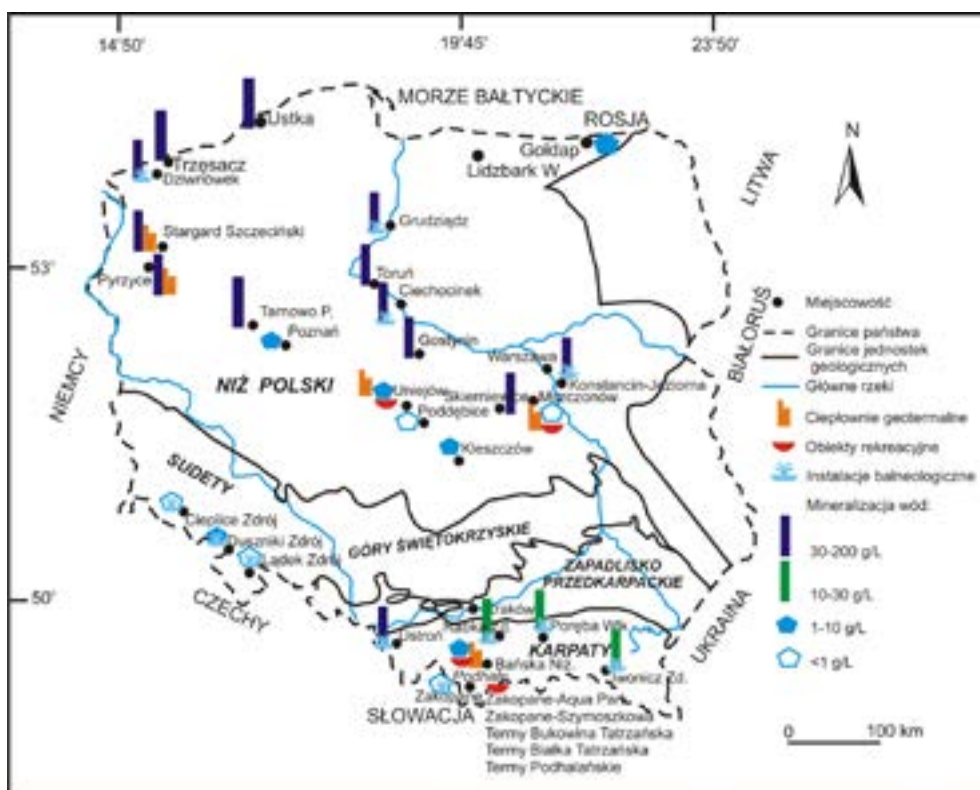 14°50'
19°45'
23°50'
MORZE BAŁTYCKIE
ROSJA
LITWA
N
Ustka
Gołdap
Lidzbark W.
Trzęsacz
Dziwnówek
Grudziądz
Stargard Szczeciński
53°
Pyrzyce
Toruń
Ciechocinek
Tarnowo P.
Poznań
Gostynin
Warszawa
BIAŁORUŚ
Miejscowość
Granice państwa
Granice jednostek
geologicznych
Główne rzeki
Ciepłownie geotermalne
Obiekty rekreacyjne
Instalacje balneologiczne
Mineralizacja wód:
30-200 g/L
10-30 g/L
1-10 g/L
<1 g/L
NIEMCY
NIŻ POLSKI
Uniejów
Skierniewice
Konstancin-Jeziorna
Mszczonów
Poddębice
Kleszczów
SUDETY
Cieplice Zdrój
Duszniki Zdrój
Lądek Zdrój
GÓRY ŚWIĘTOKRZYSKIE
ZAPADLISKO
PRZEDKARPACKIE
50°
CZECHY
UKRAINA
Kraków
Ustroń
Poręba Wlk.
KARPATY
Bańska Niż.
Iwonicz Zd.
Podhale
Zakopane
SŁOWACJA
Zakopane-Aqua Park
Zakopane-Szymoszkowa
Termy Bukowina Tatrzańska
Termy Białka Tatrzańska
Termy Podhalańskie
0
100 km